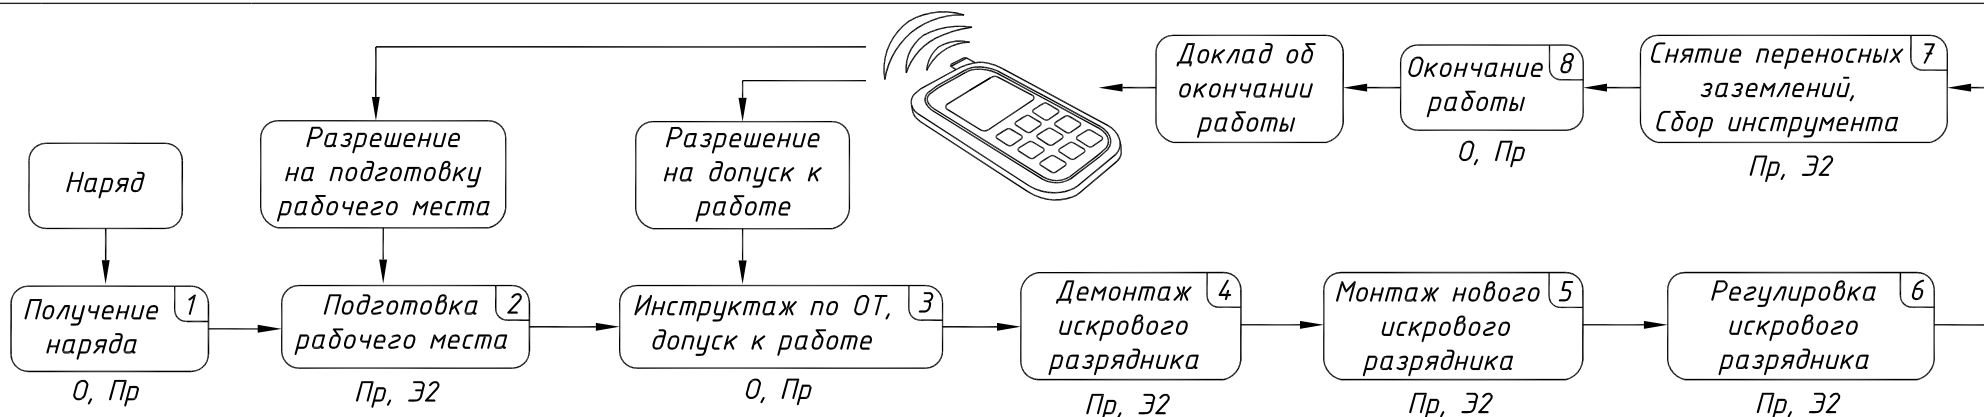 Наряд
Получение
наряда
1
О, Пр
Разрешение
на подготовку
рабочего места
Подготовка
рабочего места
2
Пр, Э2
Разрешение
на допуск к
работе
Инструктаж по ОТ,
допуск к работе
3
О, Пр
Демонтаж
искрового
разрядника
4
Пр, Э2
Монтаж нового
искрового
разрядника
5
Пр, Э2
Регулировка
искрового
разрядника
6
Пр, Э2
Снятие переносных
заземлений,
Сбор инструмента
7
Пр, Э2
Окончание
работы
8
О, Пр
Доклад об
окончании
работы